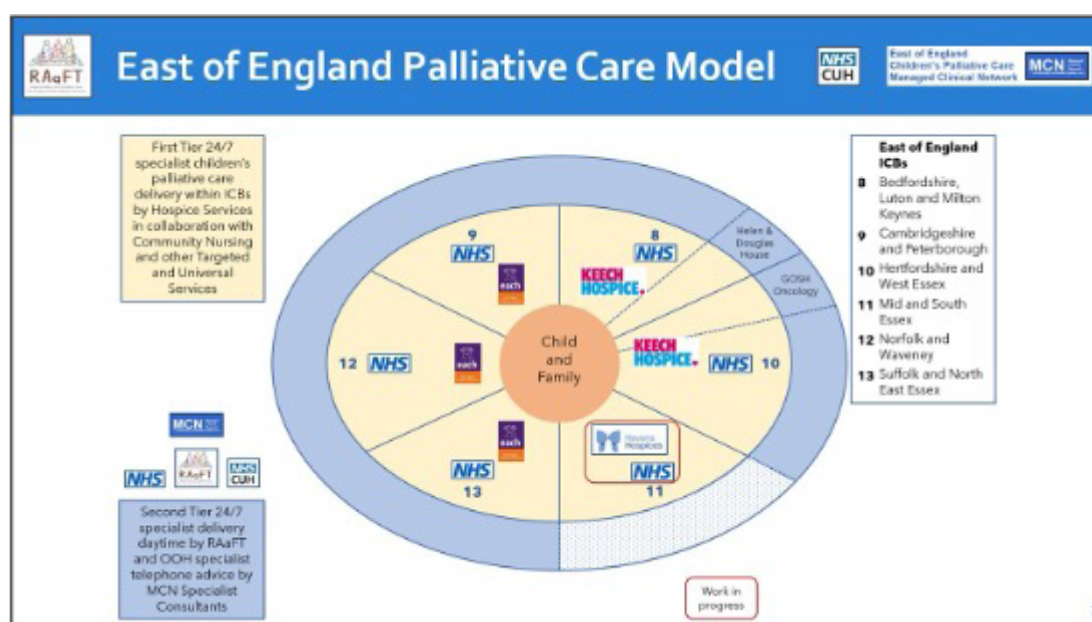 RAaFT
East of England Palliative Care Model
NHS
CUH
East of England
Children's Palliative Care
Managed Clinical Network
MCN
First Tier 24/7
specialist children's
palliative care
delivery within ICBs
by Hospice Services
in collaboration with
Community Nursing
and other Targeted
and Universal
Services
9
NHS
each
8
NHS
KEECH
HOSPICE.
Helen &
Douglas
House
GOSH
Oncology
12
NHS
each
Child
and
Family
KEECH
HOSPICE.
NHS
10
each
NHS
13
Havens
Hospices
NHS
11
East of England
ICBs
8 Bedfordshire,
Luton and Milton
Keynes
9 Cambridgeshire
and Peterborough
10 Hertfordshire and
West Essex
11 Mid and South
Essex
12 Norfolk and
Waveney
13 Suffolk and North
East Essex
MCN
NHS
RAaFT
NHS
CUH
Second Tier 24/7
specialist delivery
daytime by RAaFT
and OOH specialist
telephone advice by
MCN Specialist
Consultants
Work in
progress